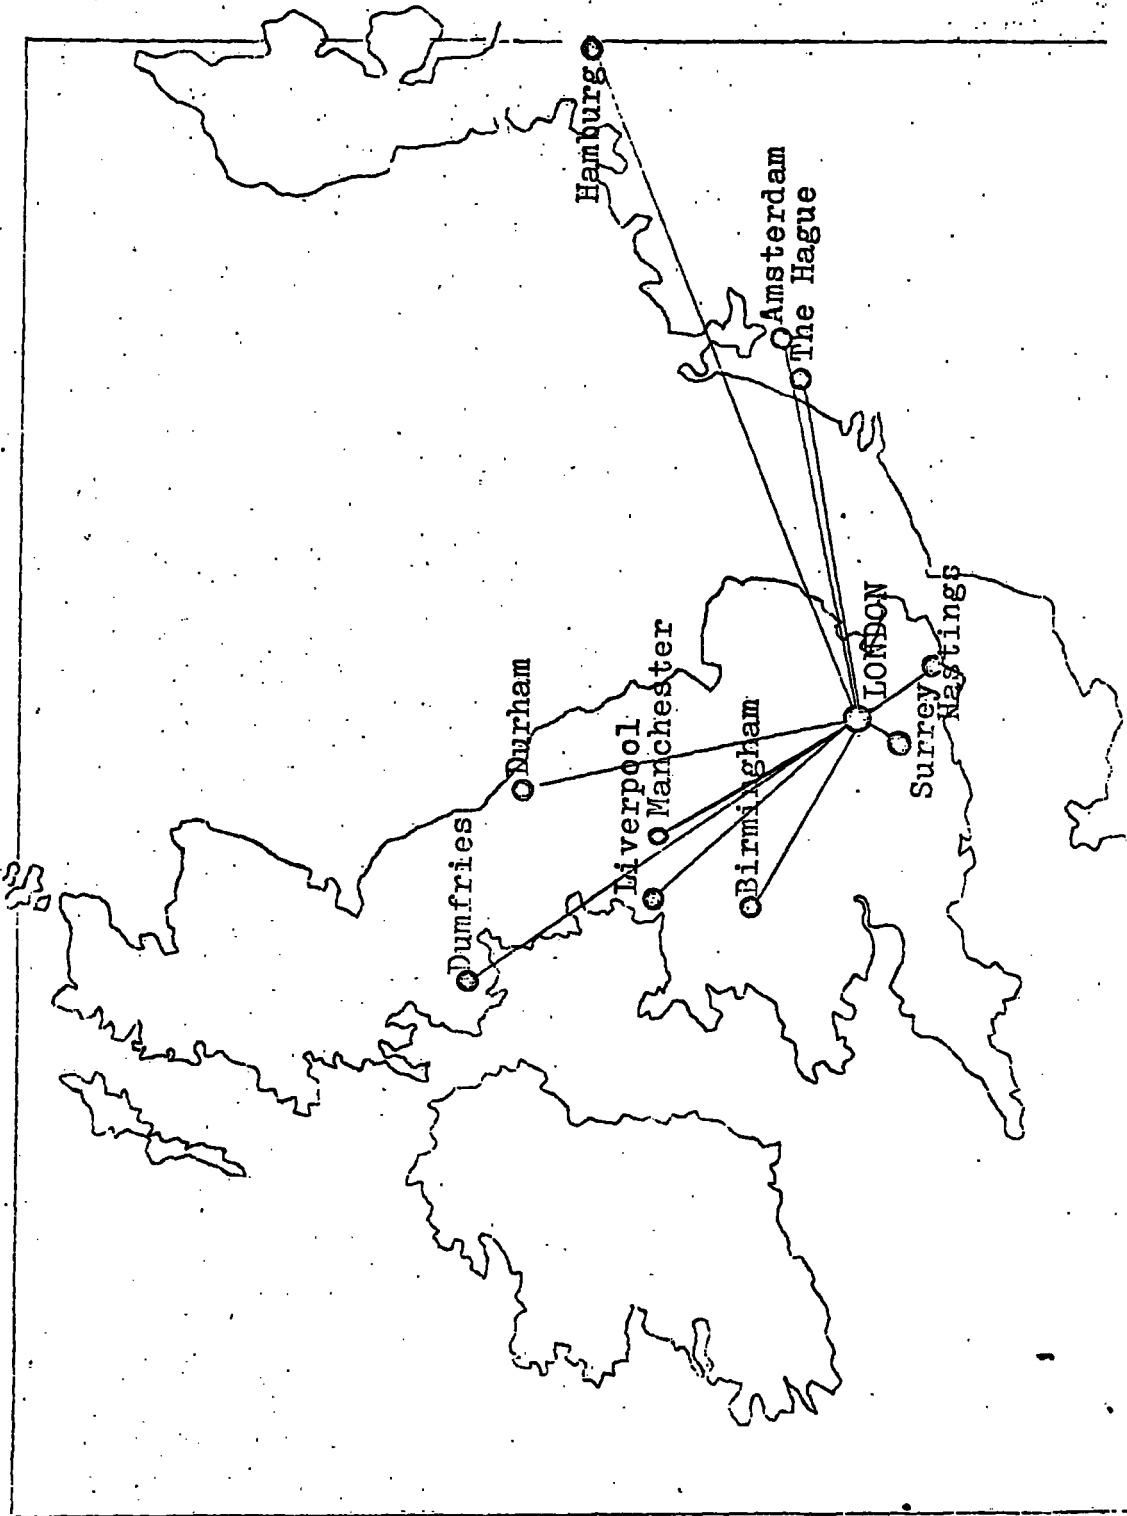 Hamburg
Amsterdam
The Hague
Durham
Manchester
Liverpool
Dumfries
Birmingham
LONDON
Hastings
Surrey